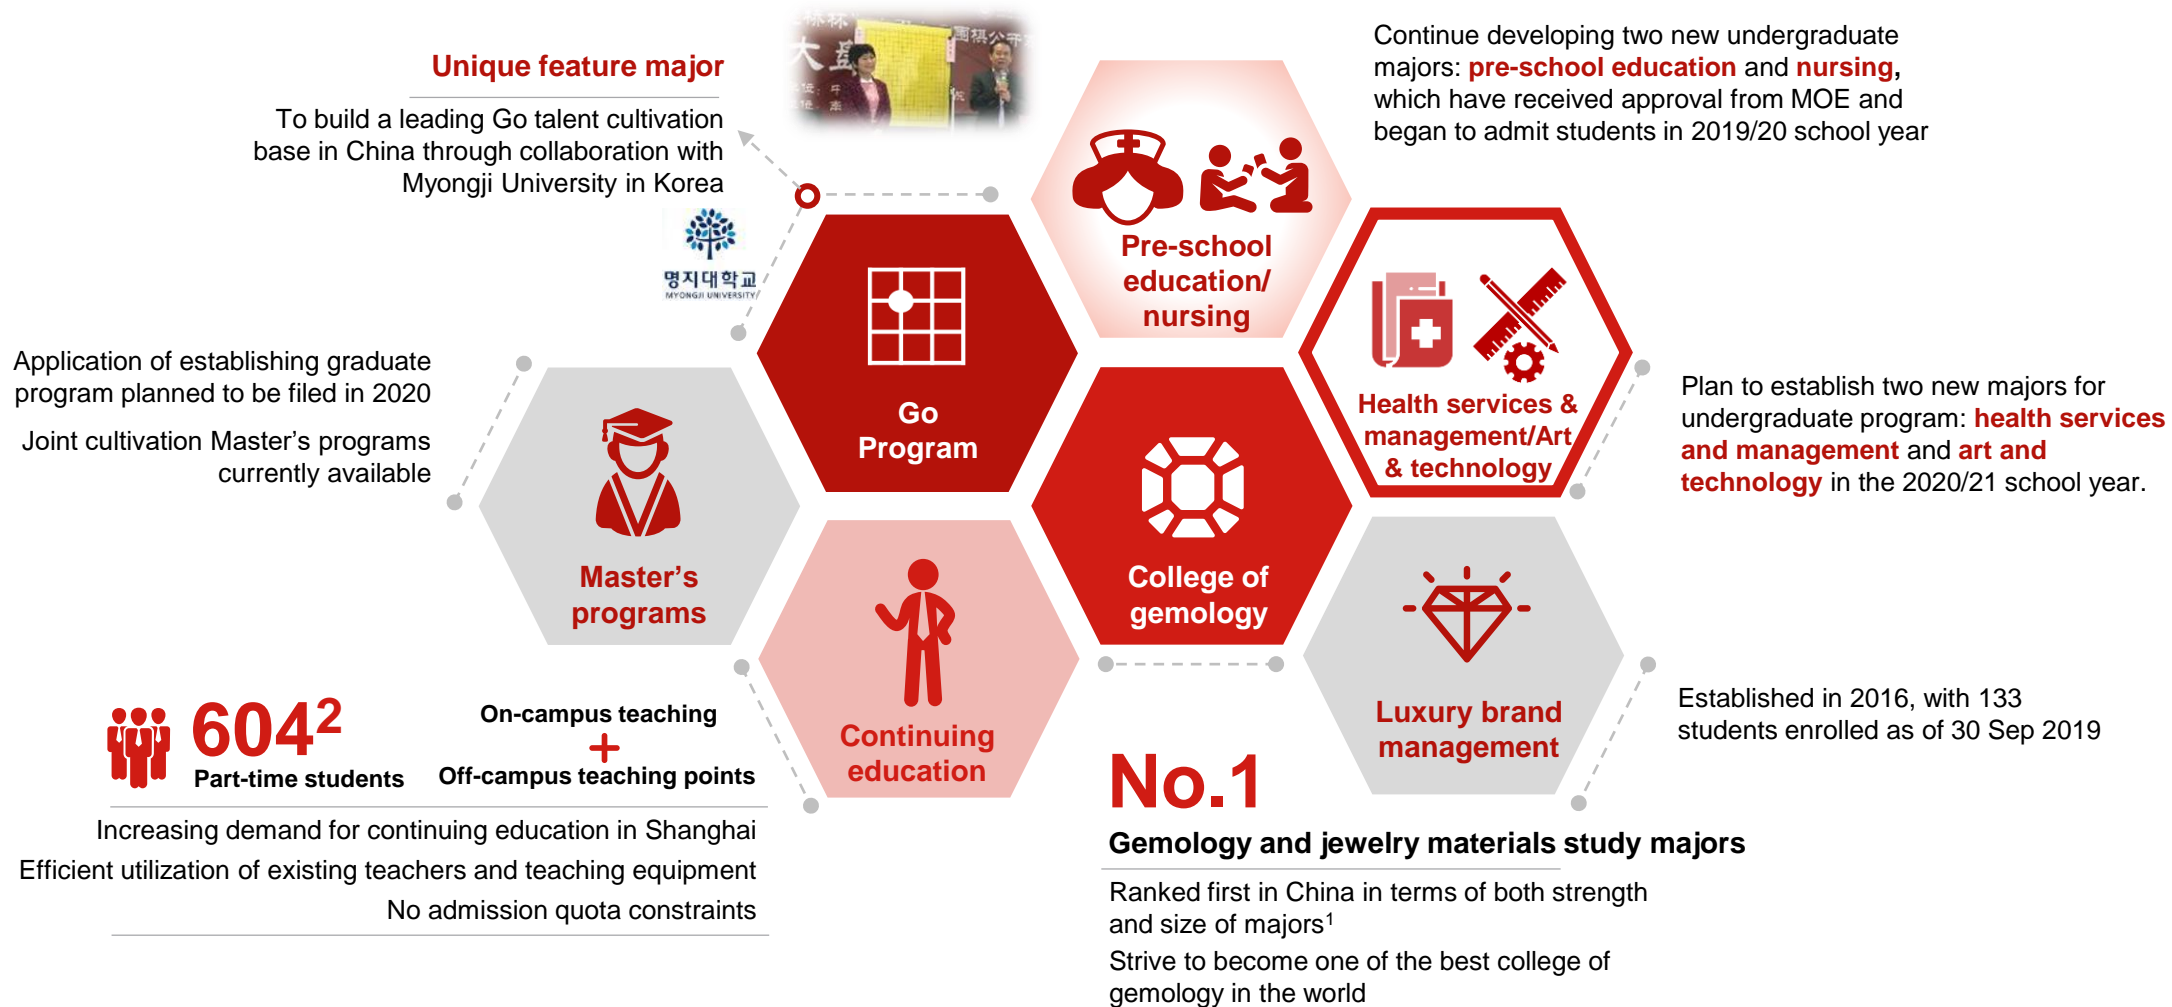 Unique feature major
To build a leading Go talent cultivation
base in China through collaboration with
Myongji University in Korea
명지대학교
MYONGJI UNIVERSITY
大
圍棋公开
Continue developing two new undergraduate
majors: pre-school education and nursing,
which have received approval from MOE and
began to admit students in 2019/20 school year
Pre-school
education/
nursing
Go
Program
Health services &
management/Art
& technology
Application of establishing graduate
program planned to be filed in 2020
Joint cultivation Master’s programs
currently available
Plan to establish two new majors for
undergraduate program: health services
and management and art and
technology in the 2020/21 school year.
Master’s
programs
College of
gemology
Continuing
education
Luxury brand
management
Established in 2016, with 133
students enrolled as of 30 Sep 2019
604²
Part-time students
On-campus teaching
+
Off-campus teaching points
Increasing demand for continuing education in Shanghai
Efficient utilization of existing teachers and teaching equipment
No admission quota constraints
No.1
Gemology and jewelry materials study majors
Ranked first in China in terms of both strength
and size of majors¹
Strive to become one of the best college of
gemology in the world